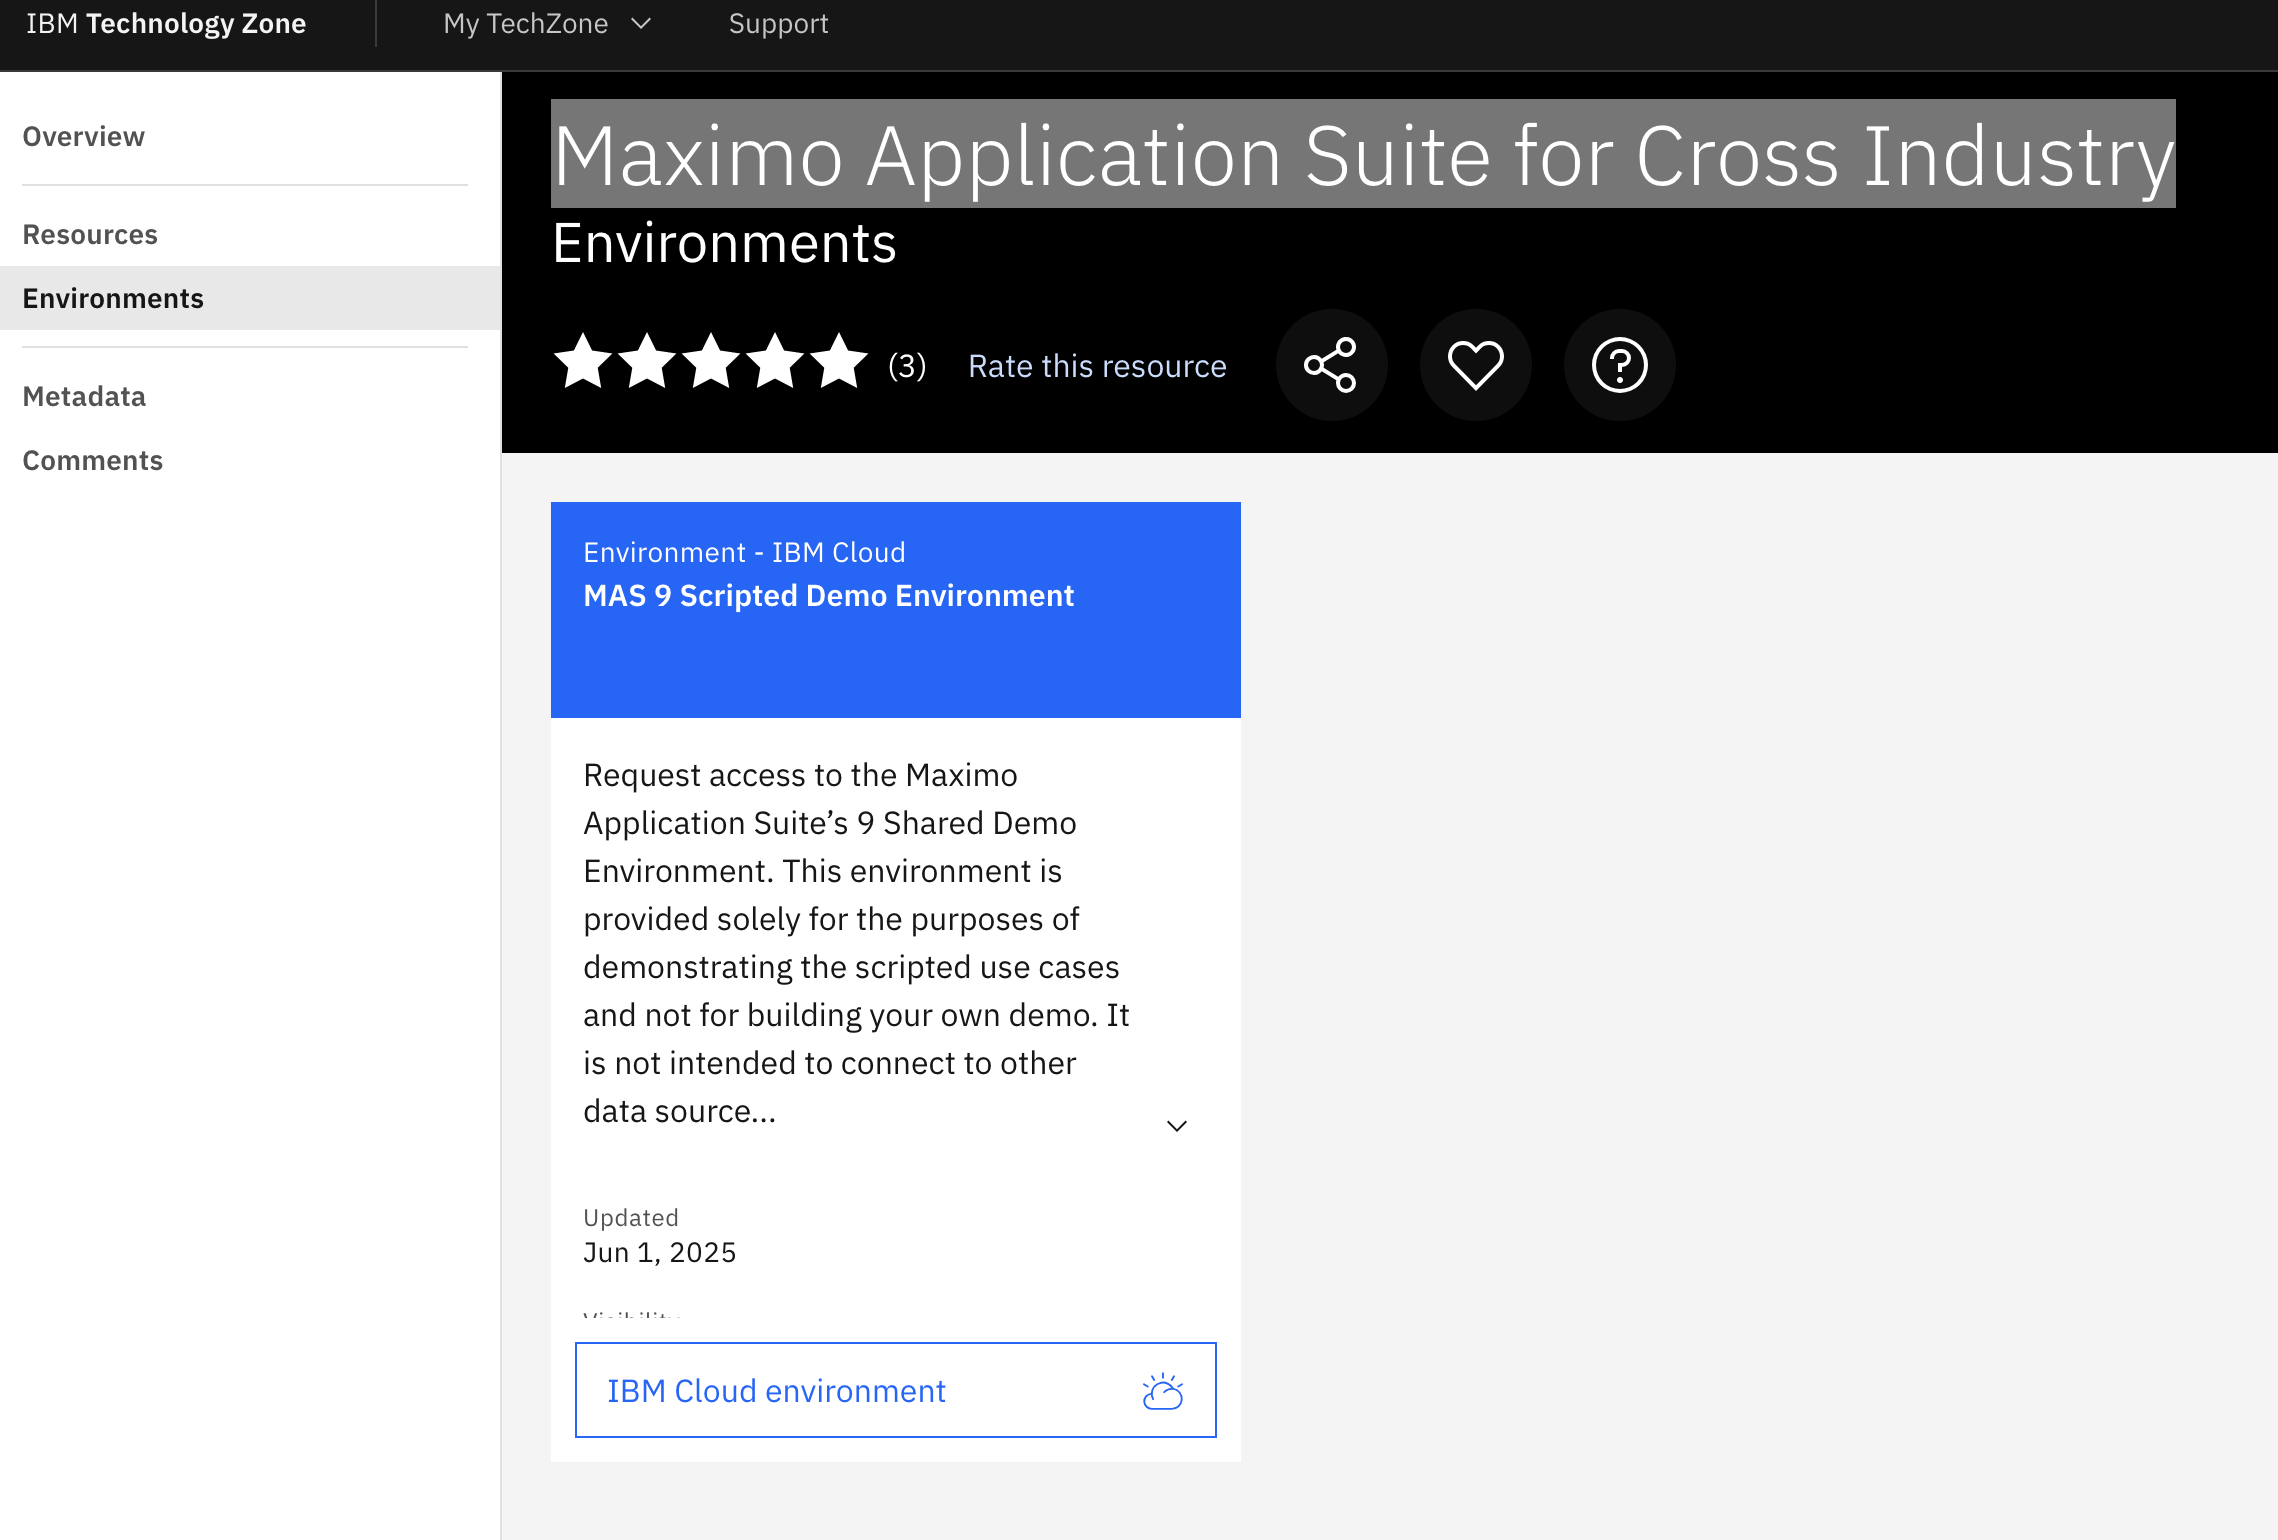 IBM Technology Zone
My TechZone
Support
Overview
Resources
Environments
Metadata
Comments
Maximo Application Suite for Cross Industry
Environments
(3)
Rate this resource
Environment - IBM Cloud
MAS 9 Scripted Demo Environment
Request access to the Maximo
Application Suite’s 9 Shared Demo
Environment. This environment is
provided solely for the purposes of
demonstrating the scripted use cases
and not for building your own demo. It
is not intended to connect to other
data source...
Updated
Jun 1, 2025
Visibility
IBM Cloud environment